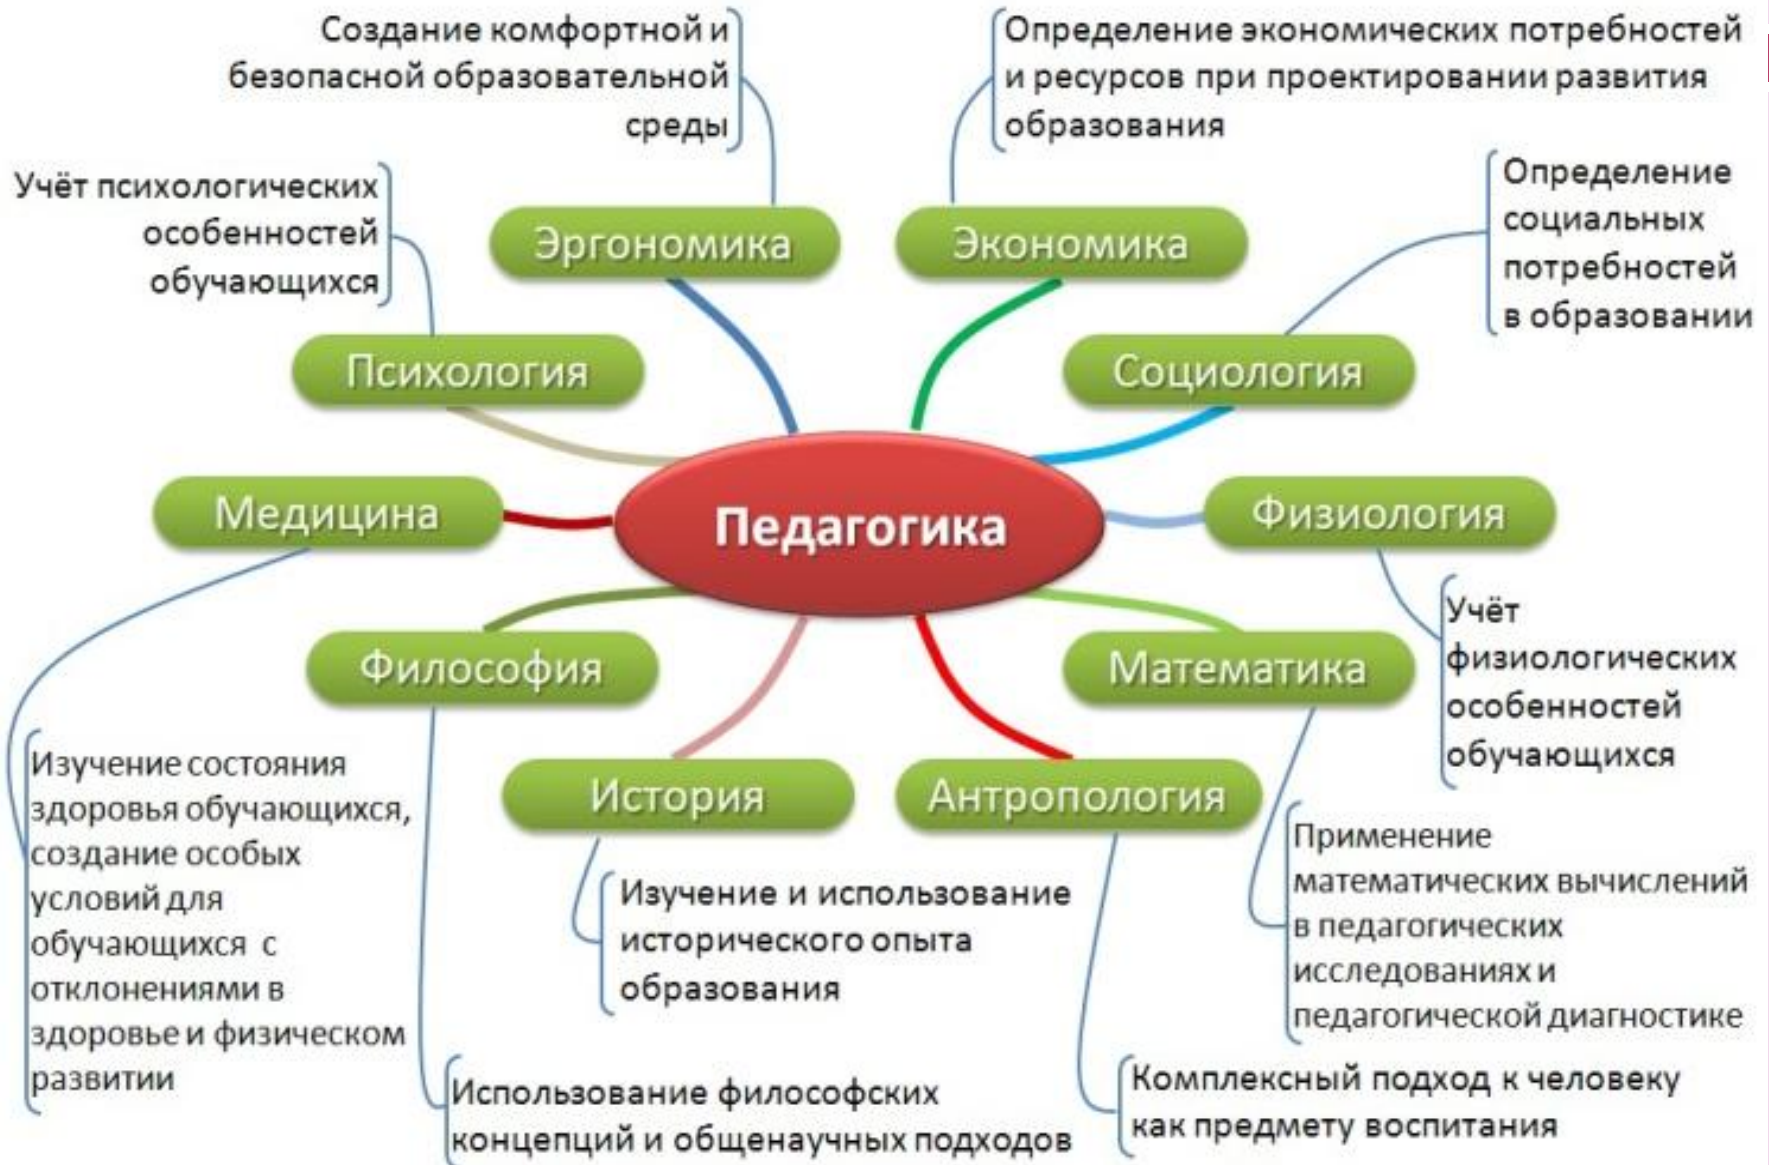 Создание комфортной и
безопасной образовательной
среды
Определение экономических потребностей
и ресурсов при проектировании развития
образования
Учёт психологических
особенностей
обучающихся
Определение
социальных
потребностей
в образовании
Эргономика
Экономика
Психология
Социология
Медицина
Педагогика
Физиология
Философия
Математика
Учёт
физиологических
особенностей
обучающихся
История
Антропология
Изучение состояния
здоровья обучающихся,
создание особых
условий для
обучающихся с
отклонениями в
здоровье и физическом
развитии
Изучение и использование
исторического опыта
образования
Применение
математических вычислений
в педагогических
исследованиях и
педагогической диагностике
Использование философских
концепций и общенаучных подходов
Комплексный подход к человеку
как предмету воспитания